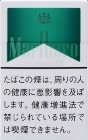 Marlboro
たばこの煙は、周りの人
の健康に悪影響を及ぼ
します。健康増進法で
禁じられている場所で
は喫煙できません。